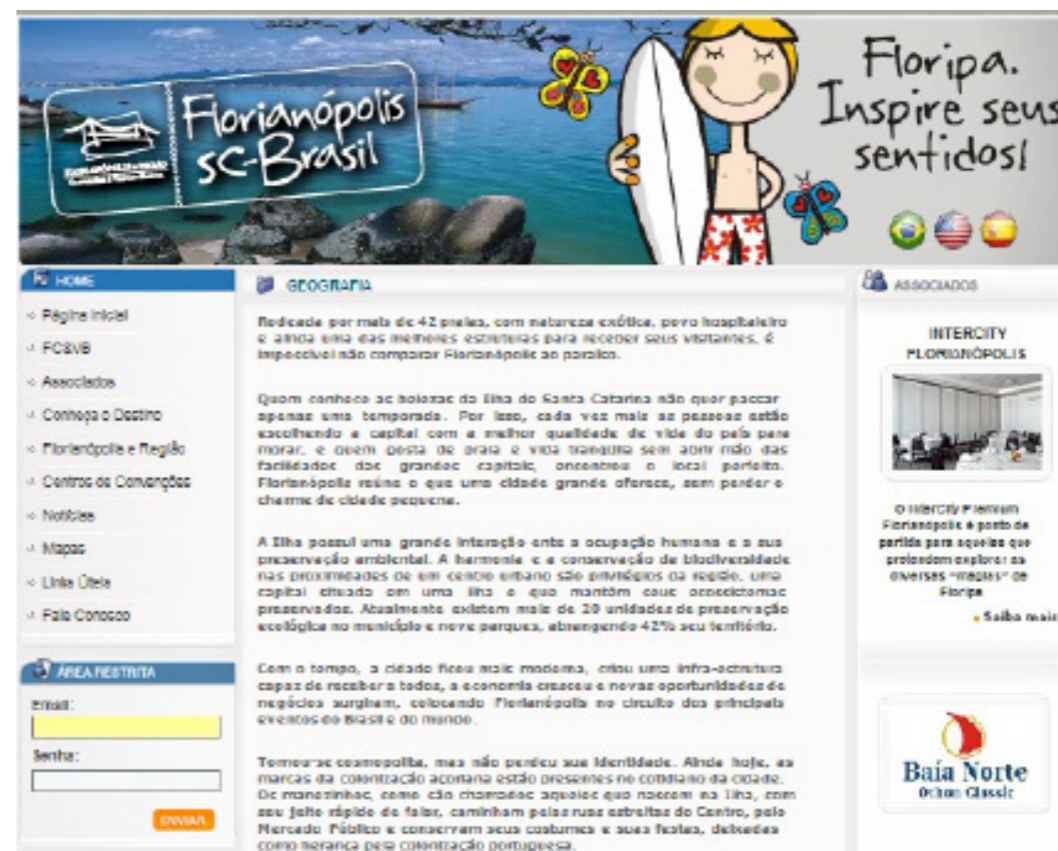 Florianópolis
SC-Brasil
Floripa.
Inspire seus
sentidos!
HOME
Página Inicial
FC&VB
Associados
Conheça o Destino
Florianópolis e Região
Centros de Convenções
Notícias
Mapas
Links Úteis
Fale Conosco
ÁREA RESTRITA
Email:
Senha:
ENVIAR
GEOGRAFIA
Rodeada por mais de 42 praias, com natureza exótica, povo hospitaleiro
e ainda uma das melhores estruturas para receber seus visitantes, é
impossível não comparar Florianópolis ao paraíso.
Quem conhece as belezas da Ilha de Santa Catarina não quer passar
apenas uma temporada. Por isso, cada vez mais as pessoas estão
escolhendo a capital com a melhor qualidade de vida do país para
morar, e quem gosta de praia e vida tranquila sem abrir mão das
facilidades das grandes capitais, encontrou o local perfeito.
Florianópolis reúne o que uma cidade grande oferece, sem perder o
charme de cidade pequena.
A Ilha possui uma grande interação ente a ocupação humana e a sua
preservação ambiental. A harmonia e a conservação da biodiversidade
nas proximidades de um centro urbano são privilégios da região, uma
capital situada em uma ilha e que mantém seus ecossistemas
preservados. Atualmente existem mais de 20 unidades de preservação
ecológica no município e nove parques, abrangendo 42% seu território.
Com o tempo, a cidade ficou mais moderna, criou uma infra-estrutura
capaz de receber a todos, a economia cresceu e novas oportunidades de
negócios surgiram, colocando Florianópolis no circuito dos principais
eventos do Brasil e do mundo.
Tornou-se cosmopolita, mas não perdeu sua identidade. Ainda hoje, as
marcas da colonização açoriana estão presentes no cotidiano da cidade.
Os manezinhos, como são chamados aqueles que nascem na Ilha, com
seu jeito rápido de falar, caminham pelas ruas estreitas do Centro, pelo
Mercado Público e conservam seus costumes e suas festas, deixadas
como herança pela colonização portuguesa.
ASSOCIADOS
INTERCITY
FLORIANÓPOLIS
O Intercity Premium
Florianópolis é ponto de
partida para aqueles que
pretendem explorar as
diversas "magias" de
Floripa
Saiba mais
Baía Norte
Othon Classic